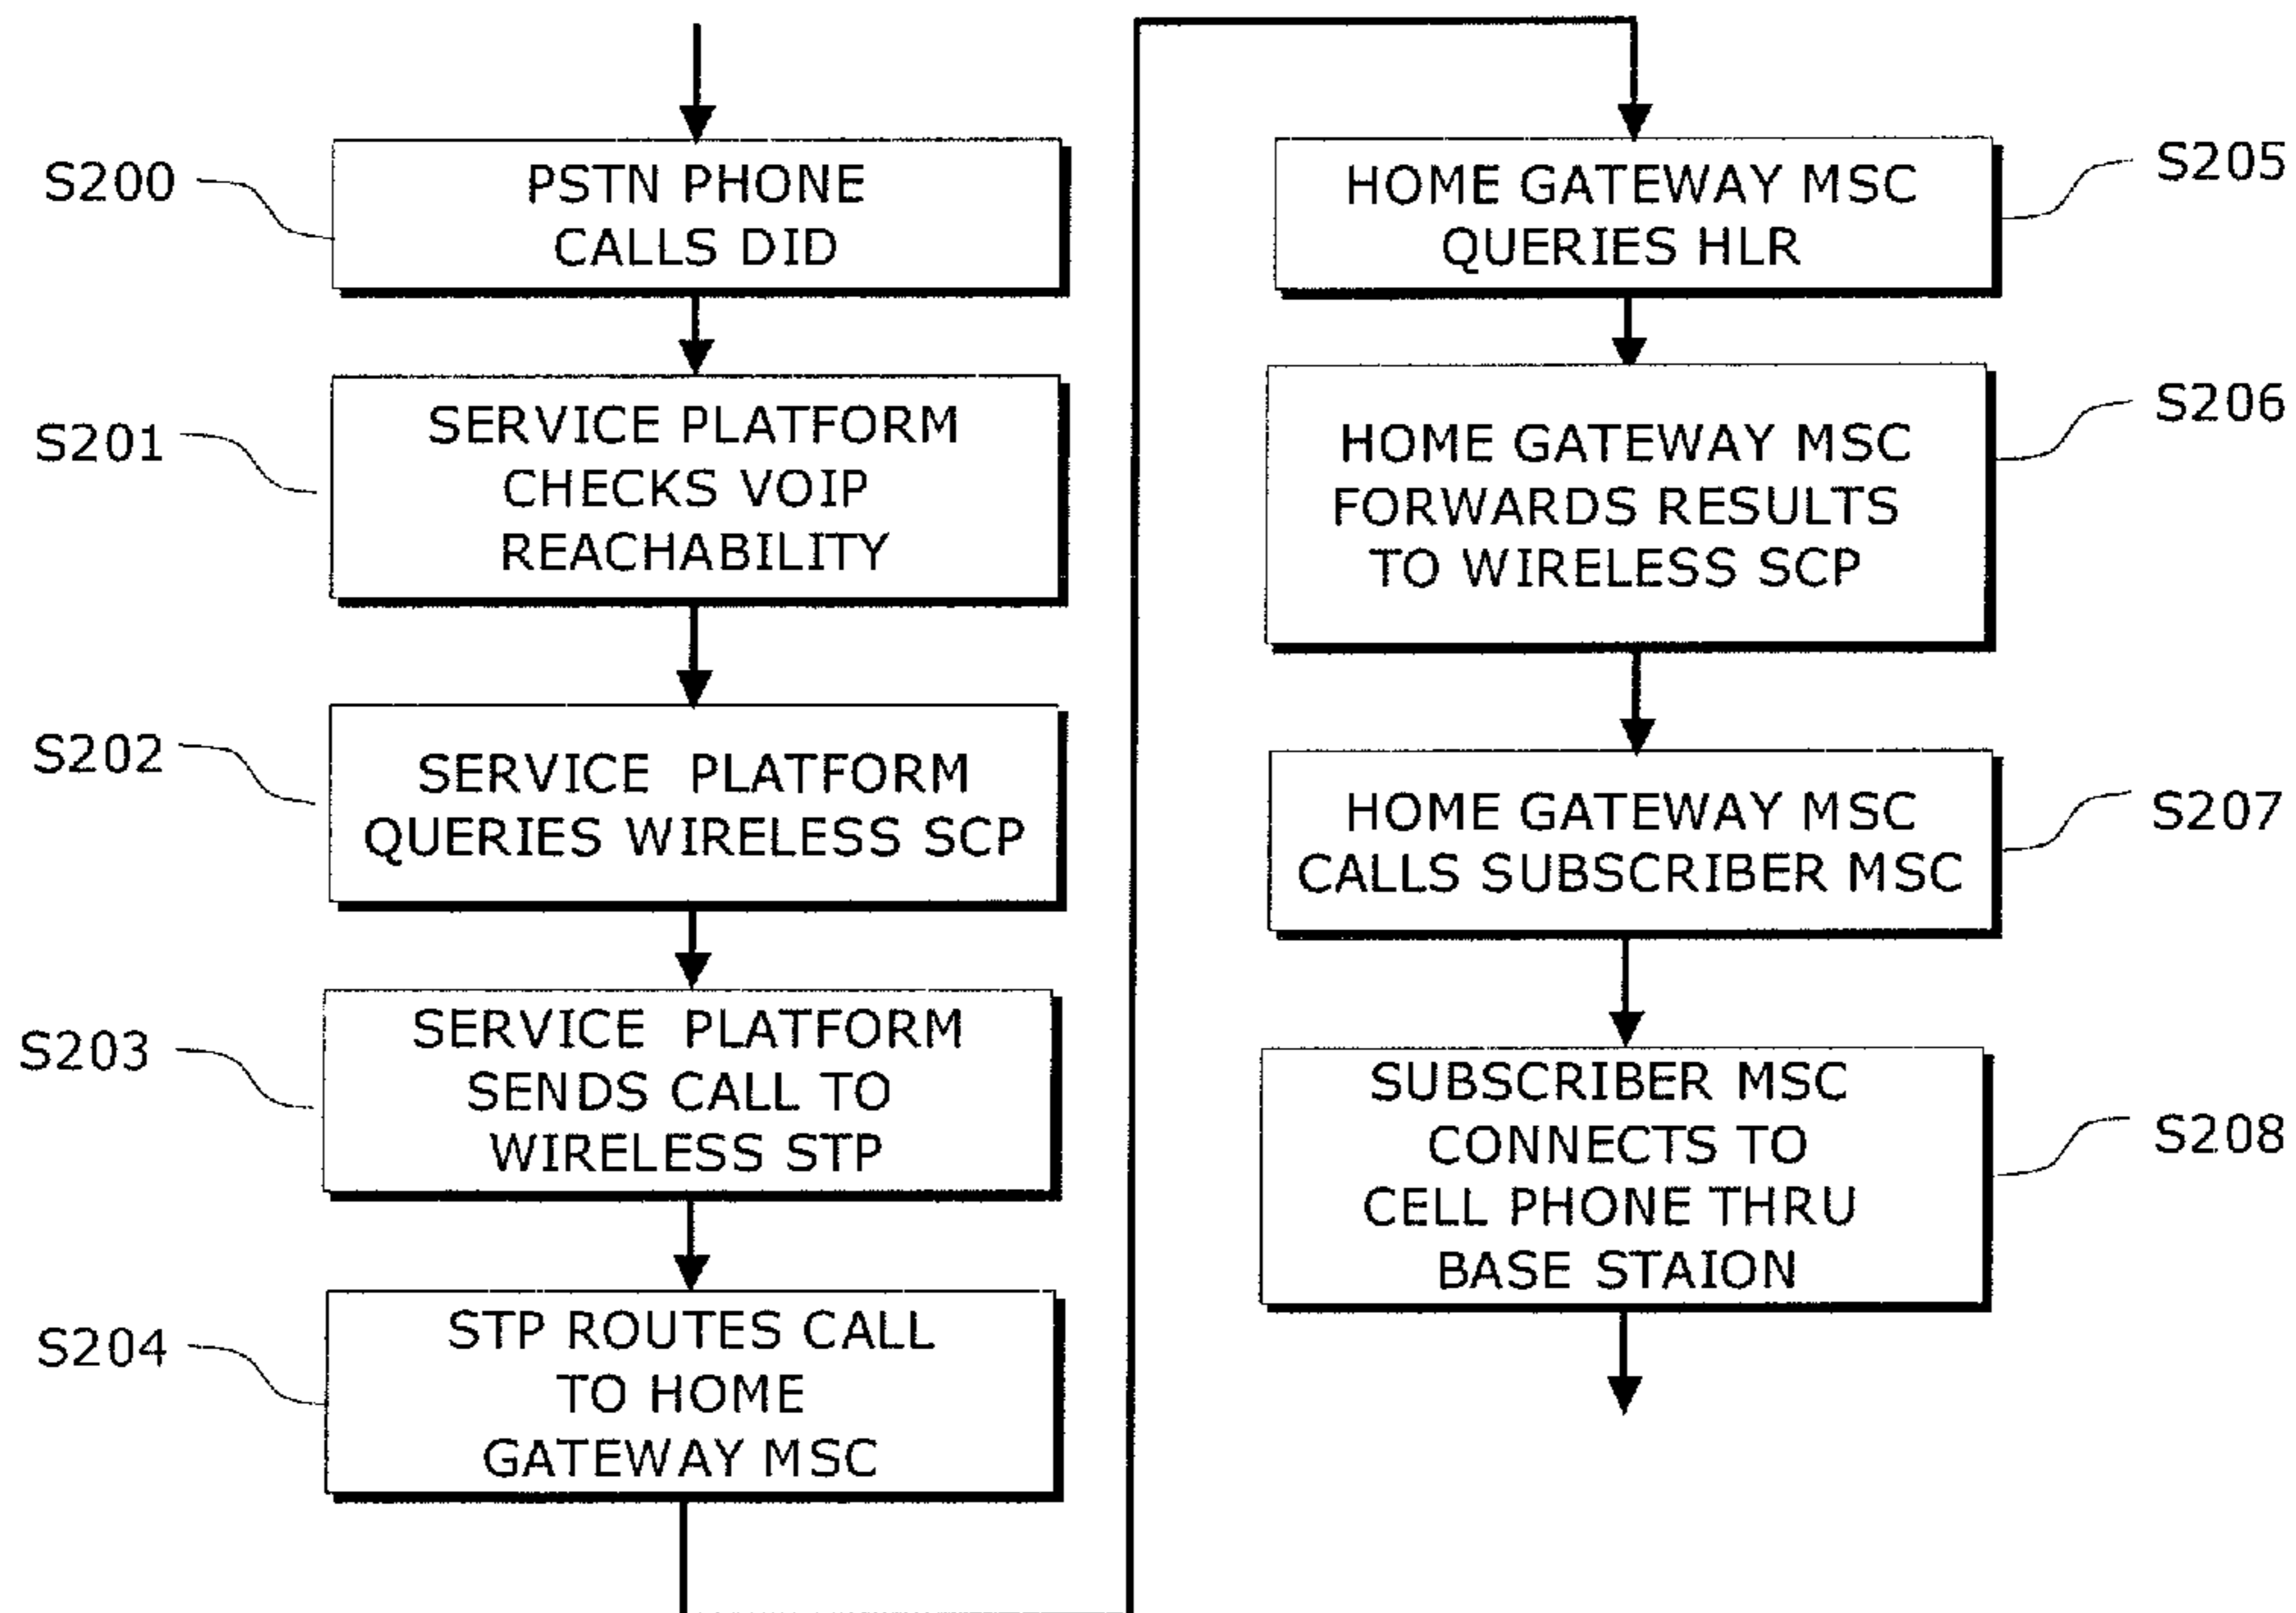 S200
PSTN PHONE
CALLS DID
S201
SERVICE PLATFORM
CHECKS VOIP
REACHABILITY
S202
SERVICE PLATFORM
QUERIES WIRELESS SCP
S203
SERVICE PLATFORM
SENDS CALL TO
WIRELESS STP
S204
STP ROUTES CALL
TO HOME
GATEWAY MSC
HOME GATEWAY MSC
QUERIES HLR
S205
HOME GATEWAY MSC
FORWARDS RESULTS
TO WIRELESS SCP
S206
HOME GATEWAY MSC
CALLS SUBSCRIBER MSC
S207
SUBSCRIBER MSC
CONNECTS TO
CELL PHONE THRU
BASE STAION
S208